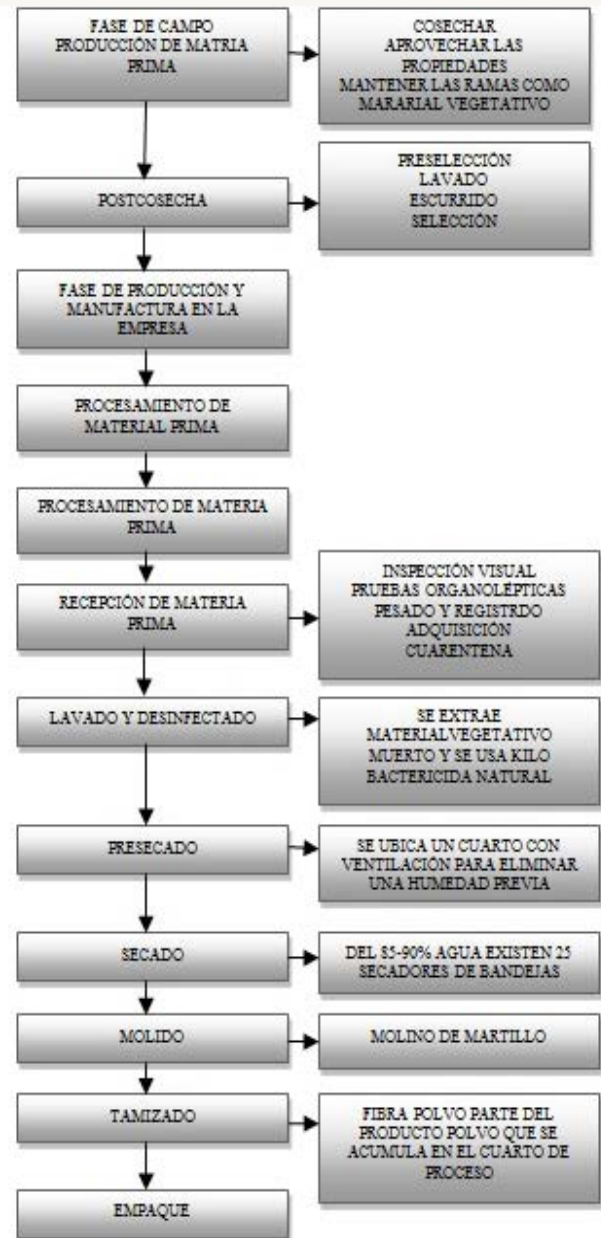 FASE DE CAMPO
PRODUCCIÓN DE MATRIA
PRIMA
COSECHAR
APROVECHAR LAS
PROPIEDADES
MANTENER LAS RAMAS COMO
MARARIAL VEGETATIVO
POSTCOSECHA
PRESELECCIÓN
LAVADO
ESCURRIDO
SELECCIÓN
FASE DE PRODUCCIÓN Y
MANUFACTURA EN LA
EMPRESA
PROCESAMIENTO DE
MATERIAL PRIMA
PROCESAMIENTO DE MATERIA
PRIMA
RECEPCIÓN DE MATERIA
PRIMA
INSPECCIÓN VISUAL
PRUEBAS ORGANOLÉPTICAS
PESADO Y REGISTRDO
ADQUISICIÓN
CUARENTENA
LAVADO Y DESINFECTADO
SE EXTRAE
MATERIALVEGETATIVO
MUERTO Y SE USA KILO
BACTERICIDA NATURAL
PRESECADO
SE UBICA UN CUARTO CON
VENTILACIÓN PARA ELIMINAR
UNA HUMEDAD PREVIA
SECADO
DEL 85-90% AGUA EXISTEN 25
SECADORES DE BANDEJAS
MOLIDO
MOLINO DE MARTILLO
TAMIZADO
FIBRA POLVO PARTE DEL
PRODUCTO POLVO QUE SE
ACUMULA EN EL CUARTO DE
PROCESO
EMPAQUE